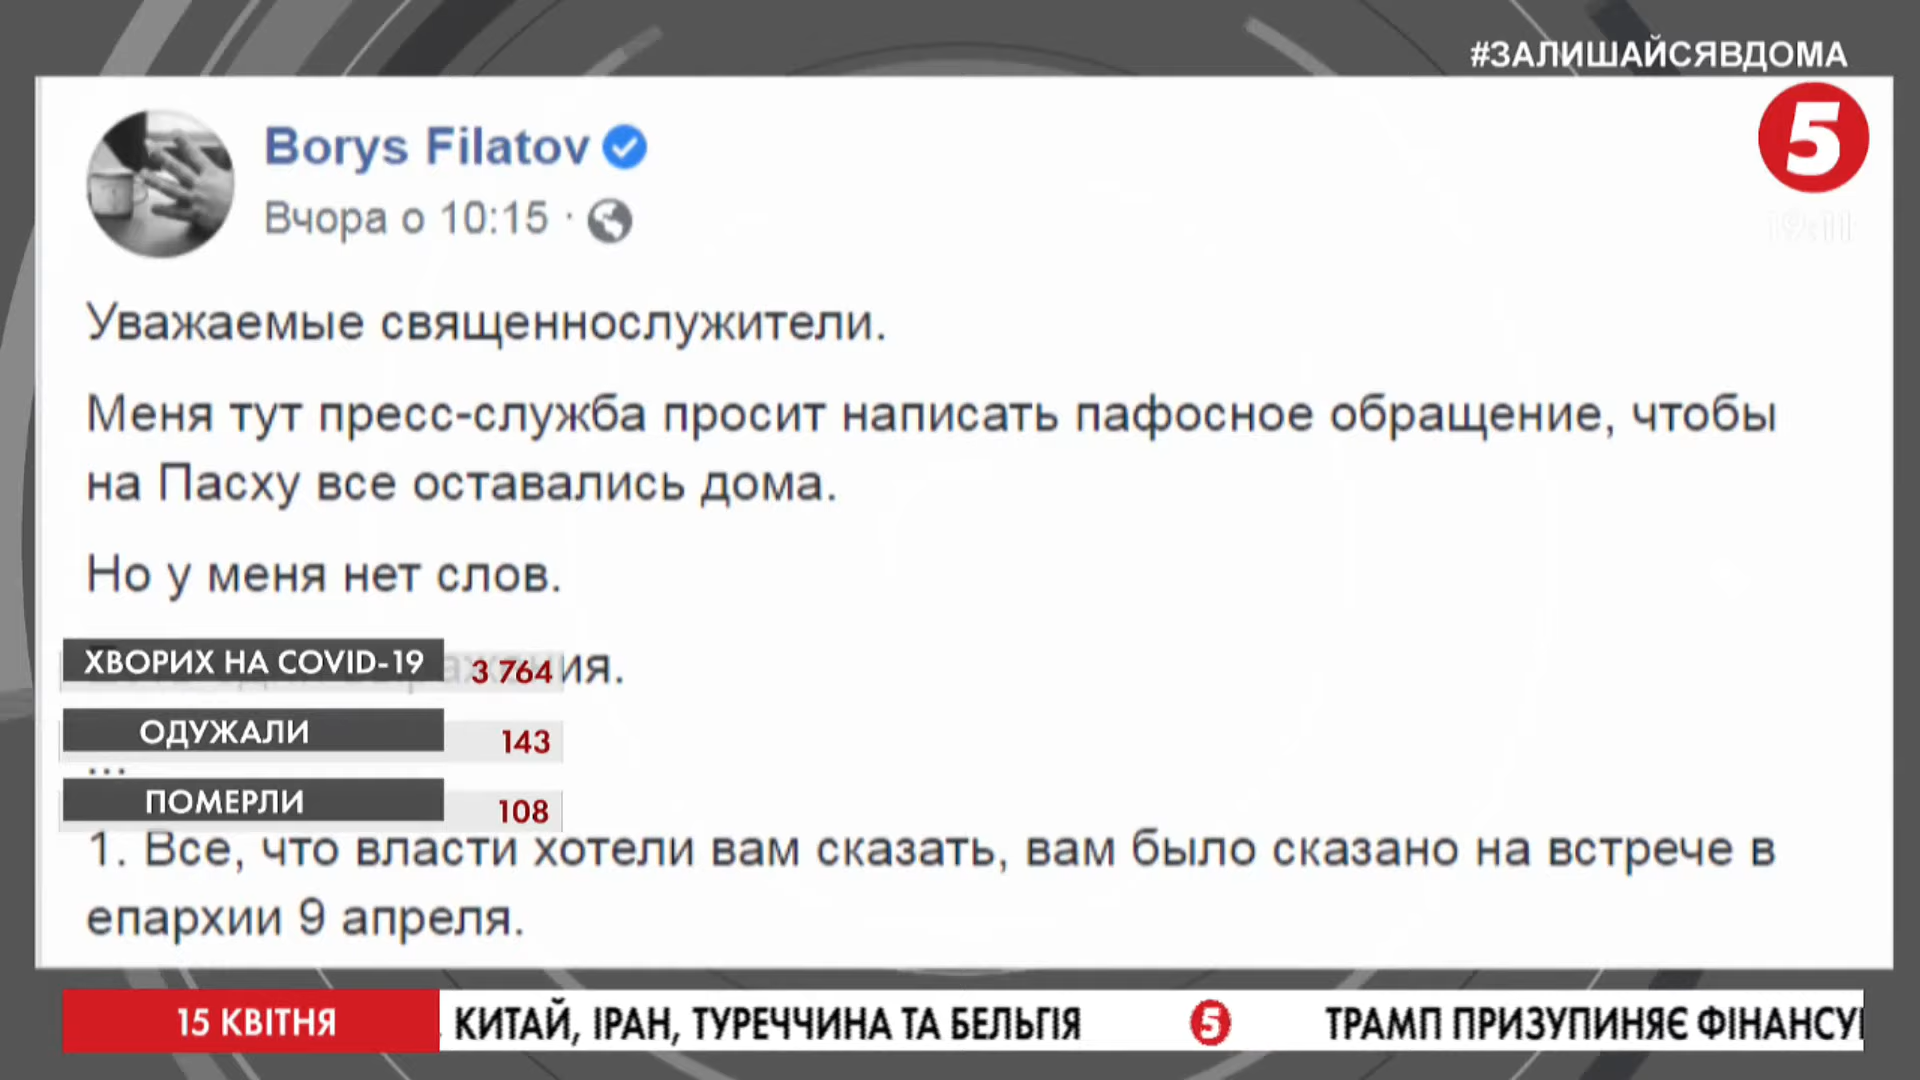 #ЗАЛИШАЙСЯВДОМА
5
19:11
Borys Filatov
Вчора о 10:15 ·
Уважаемые священнослужители.
Меня тут пресс-служба просит написать пафосное обращение, чтобы
на Пасху все оставались дома.
Но у меня нет слов.
ХВОРИХ НА COVID-19 3 764
ОДУЖАЛИ 143
...
ПОМЕРЛИ 108
1. Все, что власти хотели вам сказать, вам было сказано на встрече в
епархии 9 апреля.
15 КВІТНЯ КИТАЙ, ІРАН, ТУРЕЧЧИНА ТА БЕЛЬГІЯ 5 ТРАМП ПРИЗУПИНЯЄ